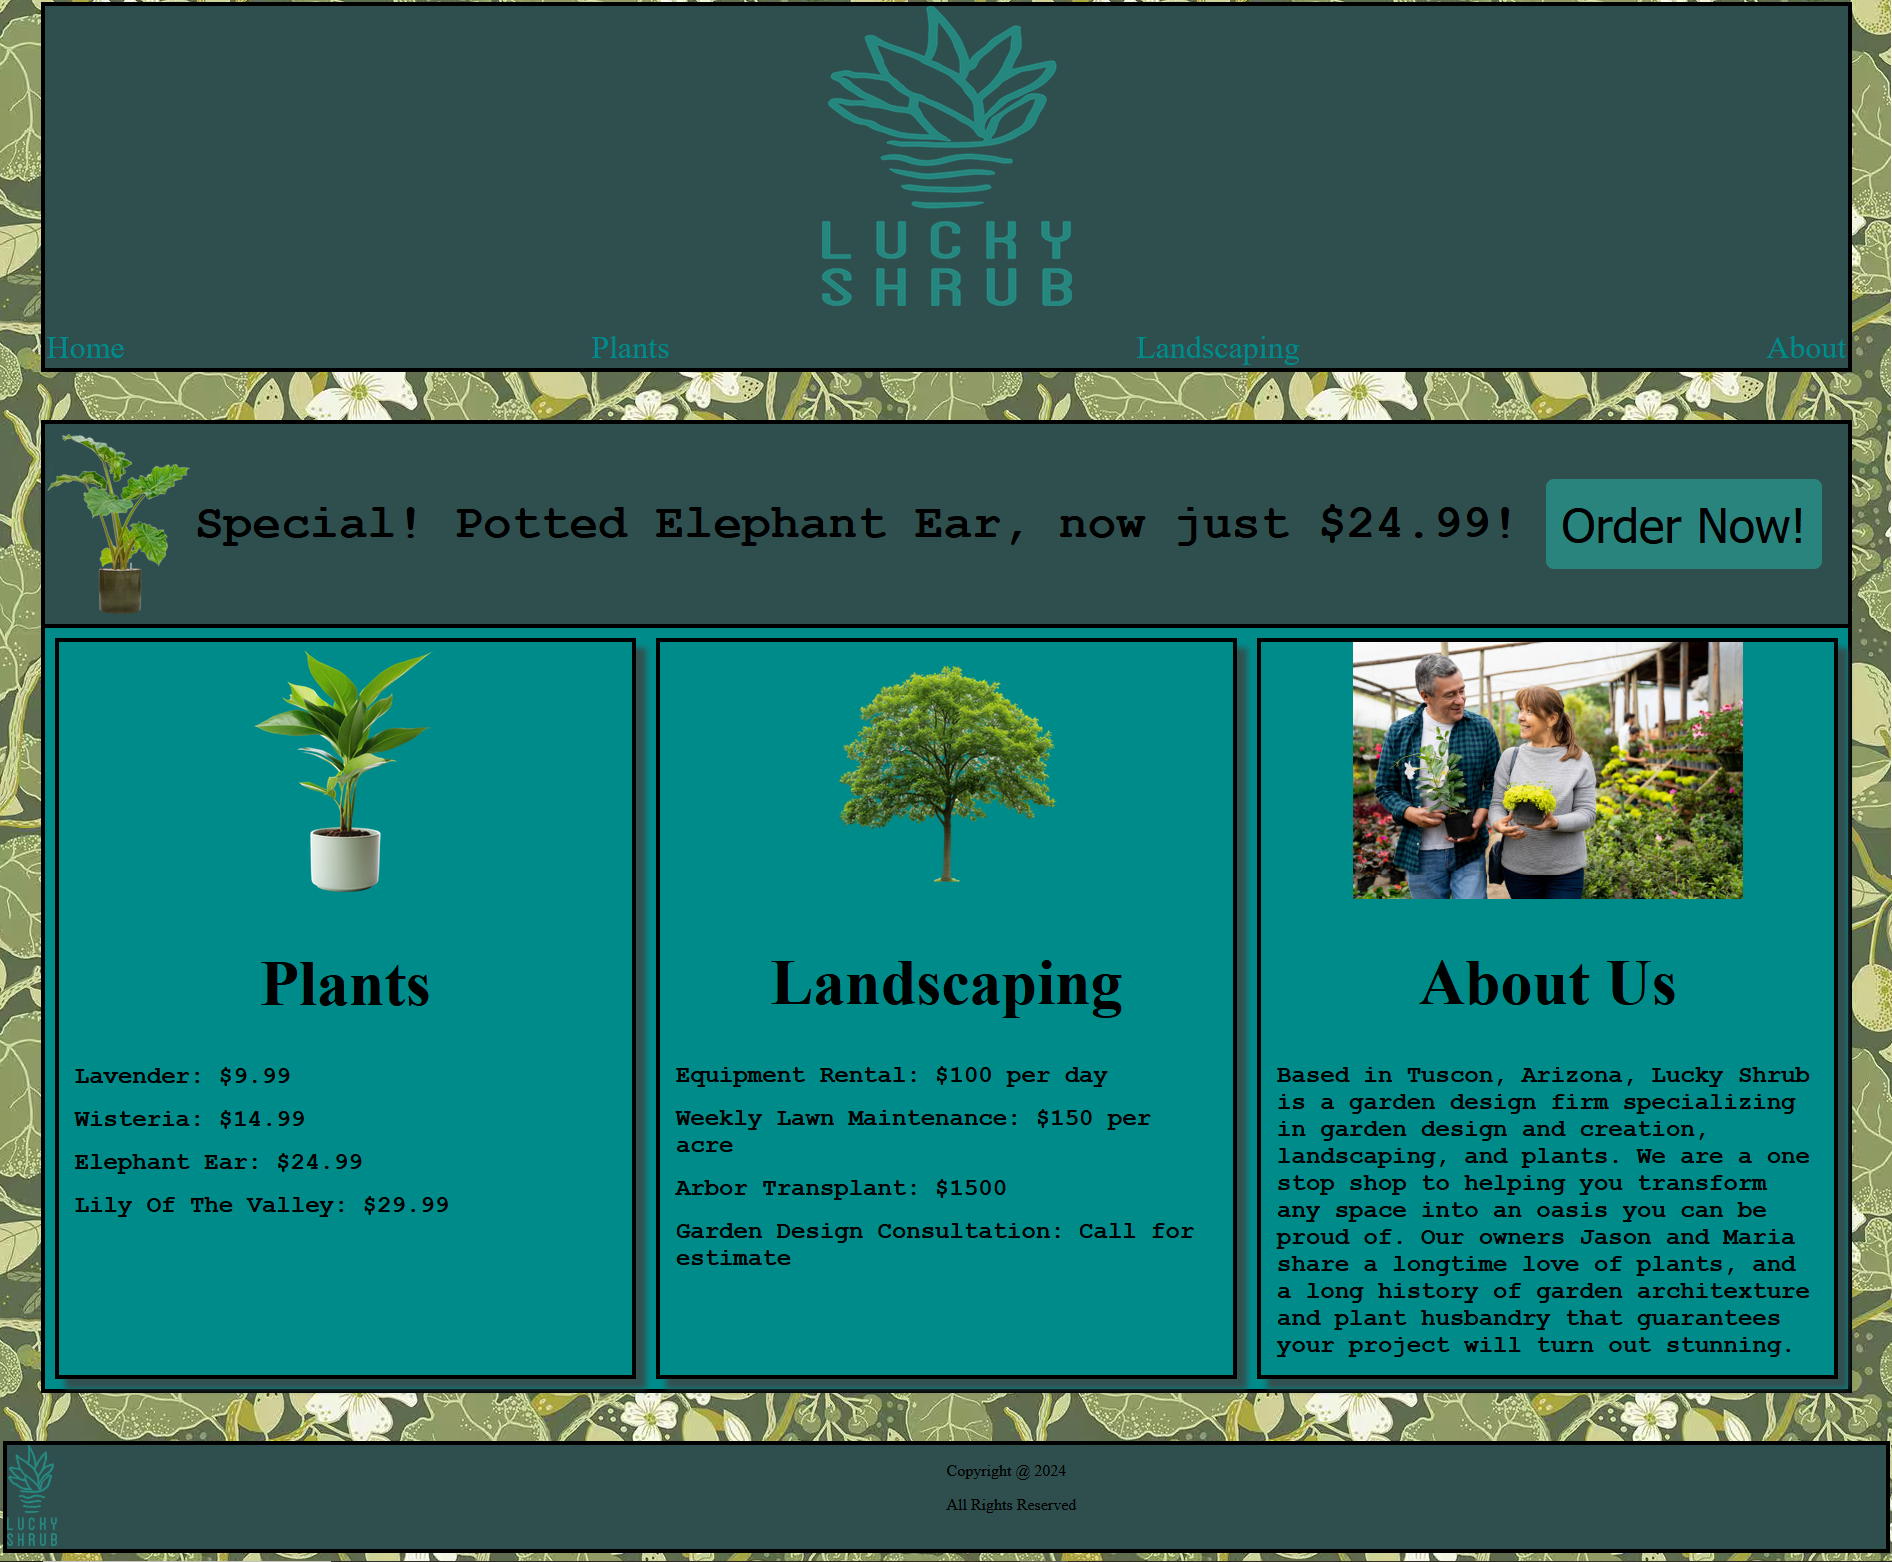 LUCKY
SHRUB
Home Plants Landscaping About
Special! Potted Elephant Ear, now just $24.99! Order Now!
Plants
Lavender: $9.99
Wisteria: $14.99
Elephant Ear: $24.99
Lily Of The Valley: $29.99
Landscaping
Equipment Rental: $100 per day
Weekly Lawn Maintenance: $150 per
acre
Arbor Transplant: $1500
Garden Design Consultation: Call for
estimate
About Us
Based in Tuscon, Arizona, Lucky Shrub
is a garden design firm specializing
in garden design and creation,
landscaping, and plants. We are a one
stop shop to helping you transform
any space into an oasis you can be
proud of. Our owners Jason and Maria
share a longtime love of plants, and
a long history of garden architexture
and plant husbandry that guarantees
your project will turn out stunning.
LUCKY
SHRUB
Copyright @ 2024
All Rights Reserved